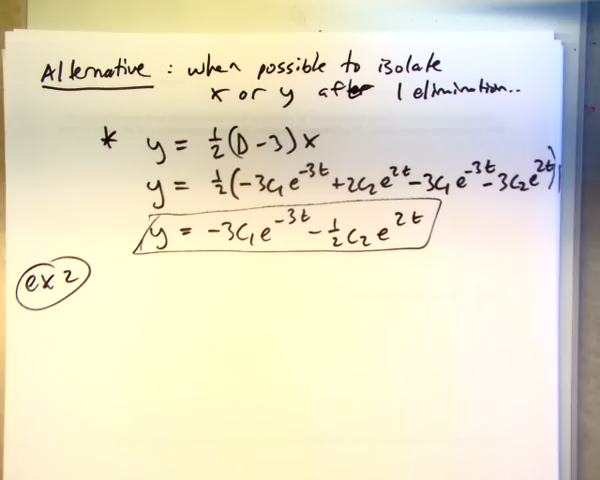 Alternative : when possible to isolate
x or y after 1 elimination..
* y = ½(D-3)x
y = ½(-3c₁e^{-3t} + 2c₂e^{2t} - 3c₁e^{-3t} - 3c₂e^{2t})
y = -3c₁e^{-3t} - ½c₂e^{2t}
ex 2